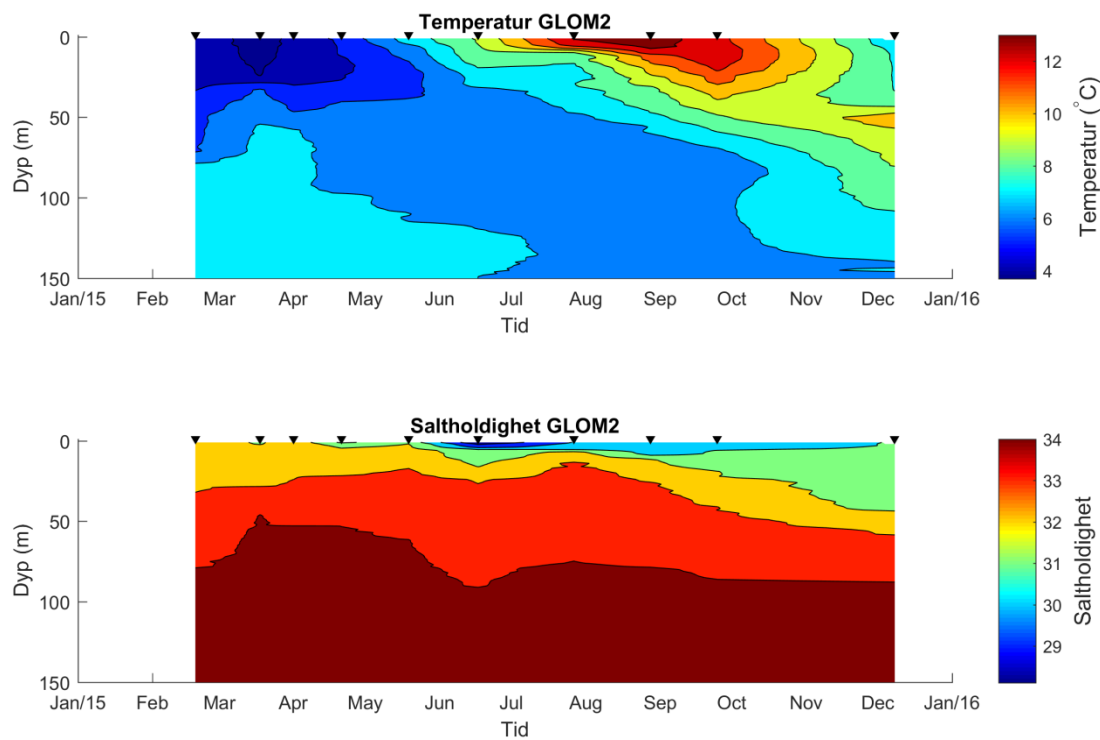 Temperatur GLOM2
0
50
100
150
Dyp (m)
Jan/15 Feb Mar Apr May Jun Jul Aug Sep Oct Nov Dec Jan/16
Tid
12
10
8
6
4
Temperatur (°C)
Saltholdighet GLOM2
0
50
100
150
Dyp (m)
Jan/15 Feb Mar Apr May Jun Jul Aug Sep Oct Nov Dec Jan/16
Tid
34
33
32
31
30
29
Saltholdighet